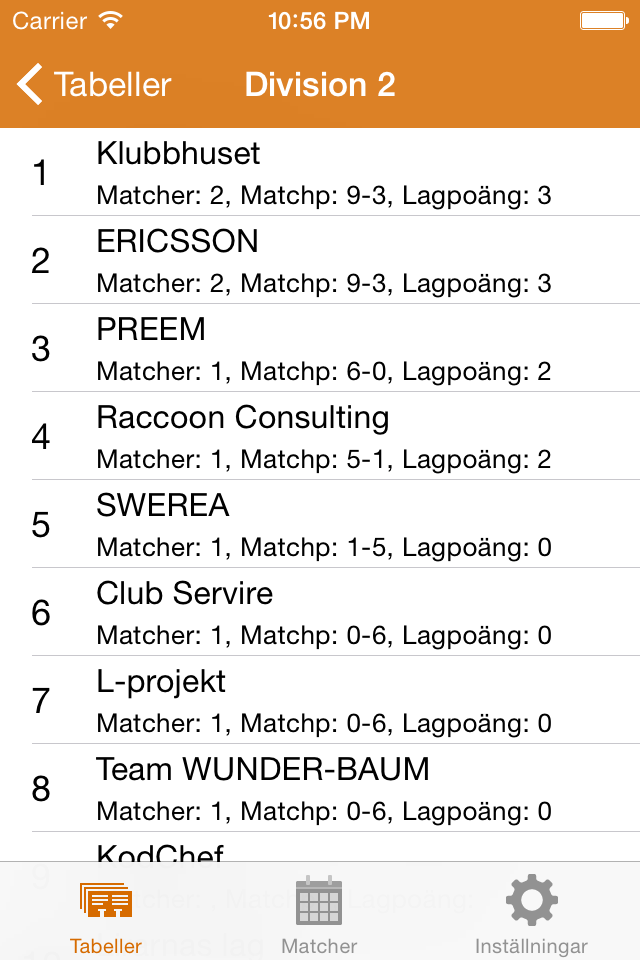 Carrier 10:56 PM
Tabeller Division 2
1 Klubbhuset
Matcher: 2, Matchp: 9-3, Lagpoäng: 3
2 ERICSSON
Matcher: 2, Matchp: 9-3, Lagpoäng: 3
3 PREEM
Matcher: 1, Matchp: 6-0, Lagpoäng: 2
4 Raccoon Consulting
Matcher: 1, Matchp: 5-1, Lagpoäng: 2
5 SWEREA
Matcher: 1, Matchp: 1-5, Lagpoäng: 0
6 Club Servire
Matcher: 1, Matchp: 0-6, Lagpoäng: 0
7 L-projekt
Matcher: 1, Matchp: 0-6, Lagpoäng: 0
8 Team WUNDER-BAUM
Matcher: 1, Matchp: 0-6, Lagpoäng: 0
9 KodChef
Matcher: , Matchp: , Lagpoäng:
Tabeller Matcher Inställningar